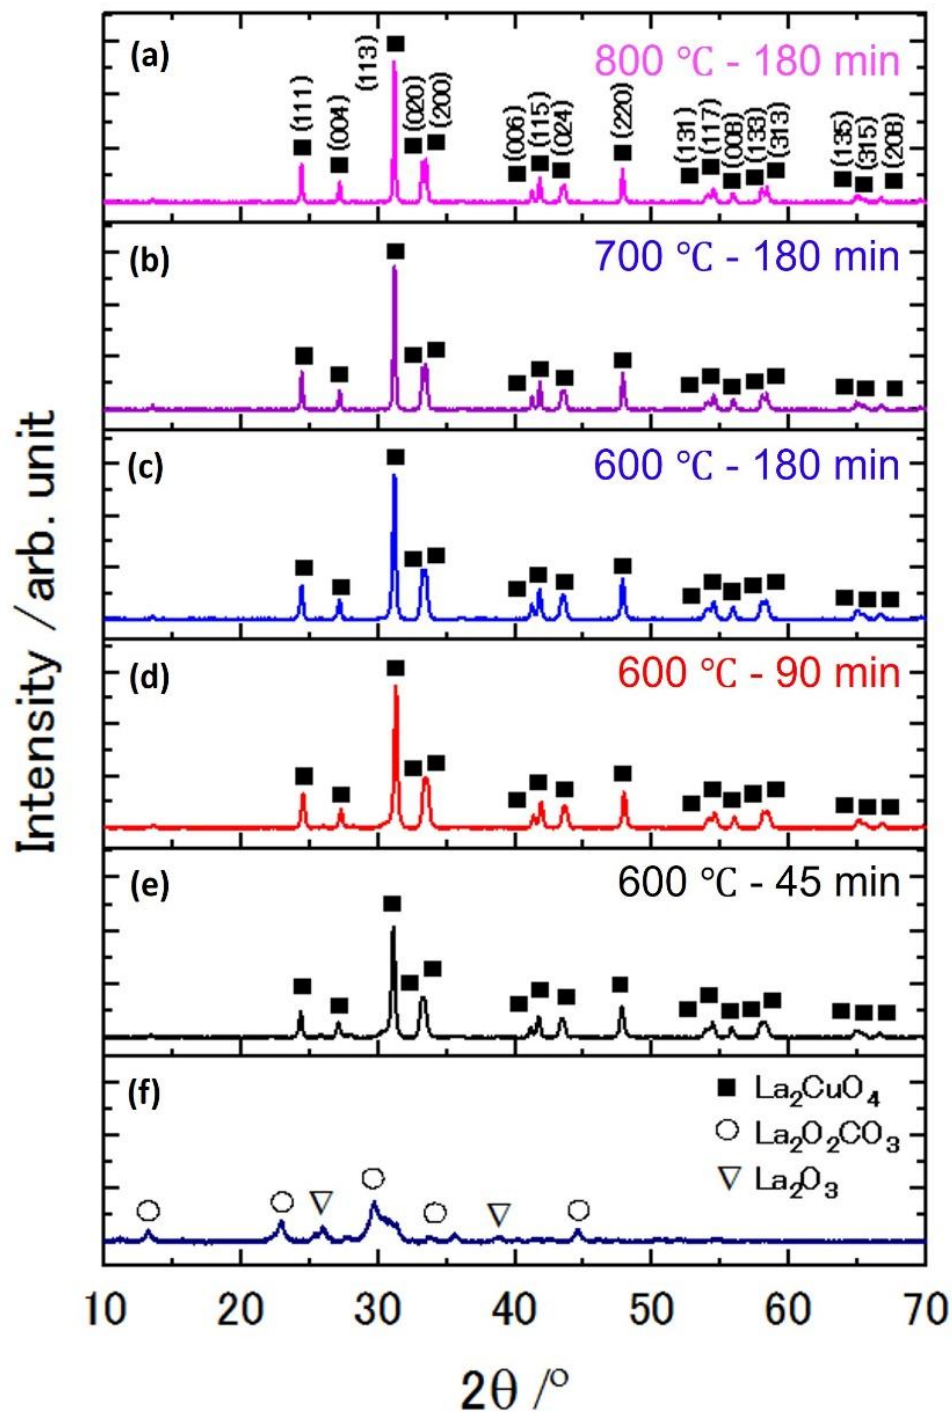 (a)
800 ℃ - 180 min
(111)
(004)
(113)
(020)
(200)
(006)
(115)
(024)
(220)
(131)
(117)
(008)
(133)
(313)
(135)
(315)
(208)
(b)
700 ℃ - 180 min
(c)
600 ℃ - 180 min
(d)
600 ℃ - 90 min
(e)
600 ℃ - 45 min
(f)
■ La₂CuO₄
○ La₂O₂CO₃
▽ La₂O₃
Intensity /arb. unit
10 20 30 40 50 60 70
2θ /°